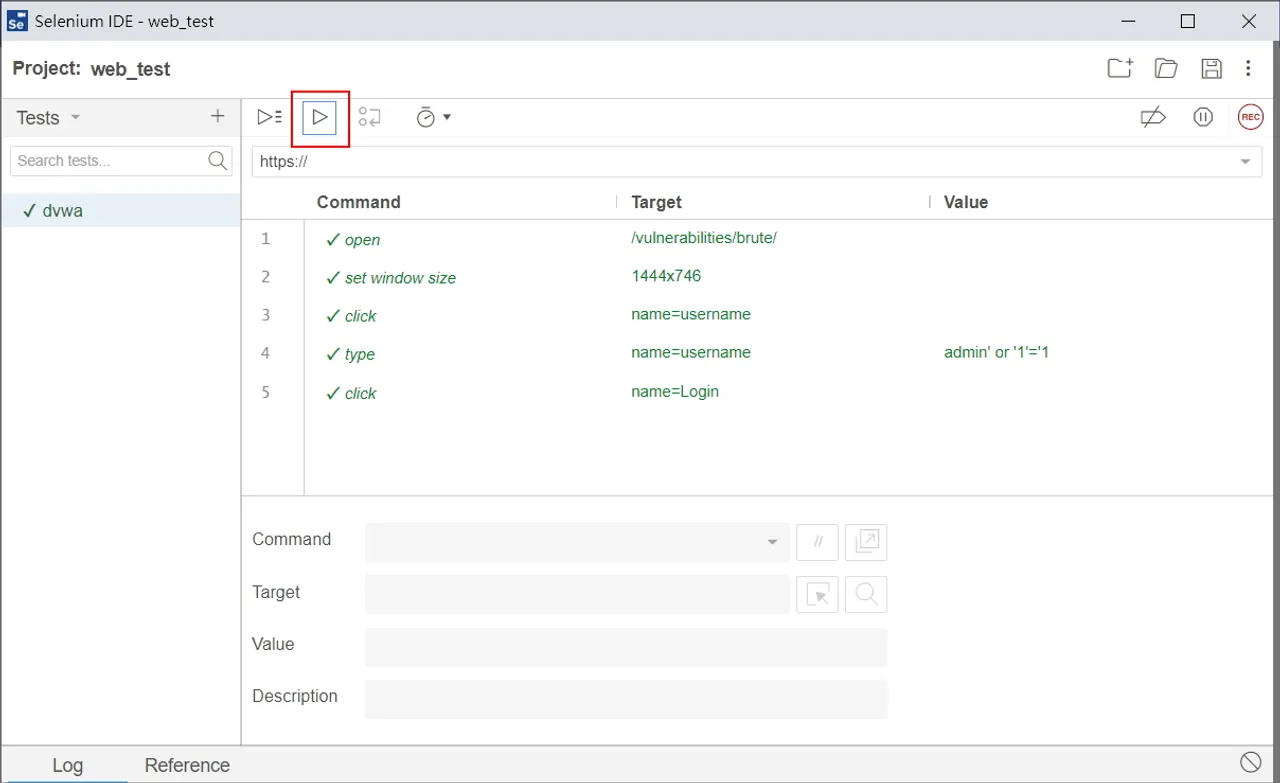 Se Selenium IDE - web_test
Project: web_test
Tests
REC
Search tests...
https://
✓ dvwa
Command Target Value
1 ✓ open /vulnerabilities/brute/
2 ✓ set window size 1444x746
3 ✓ click name=username
4 ✓ type name=username admin' or '1'='1
5 ✓ click name=Login
Command
//
Target
Value
Description
Log Reference